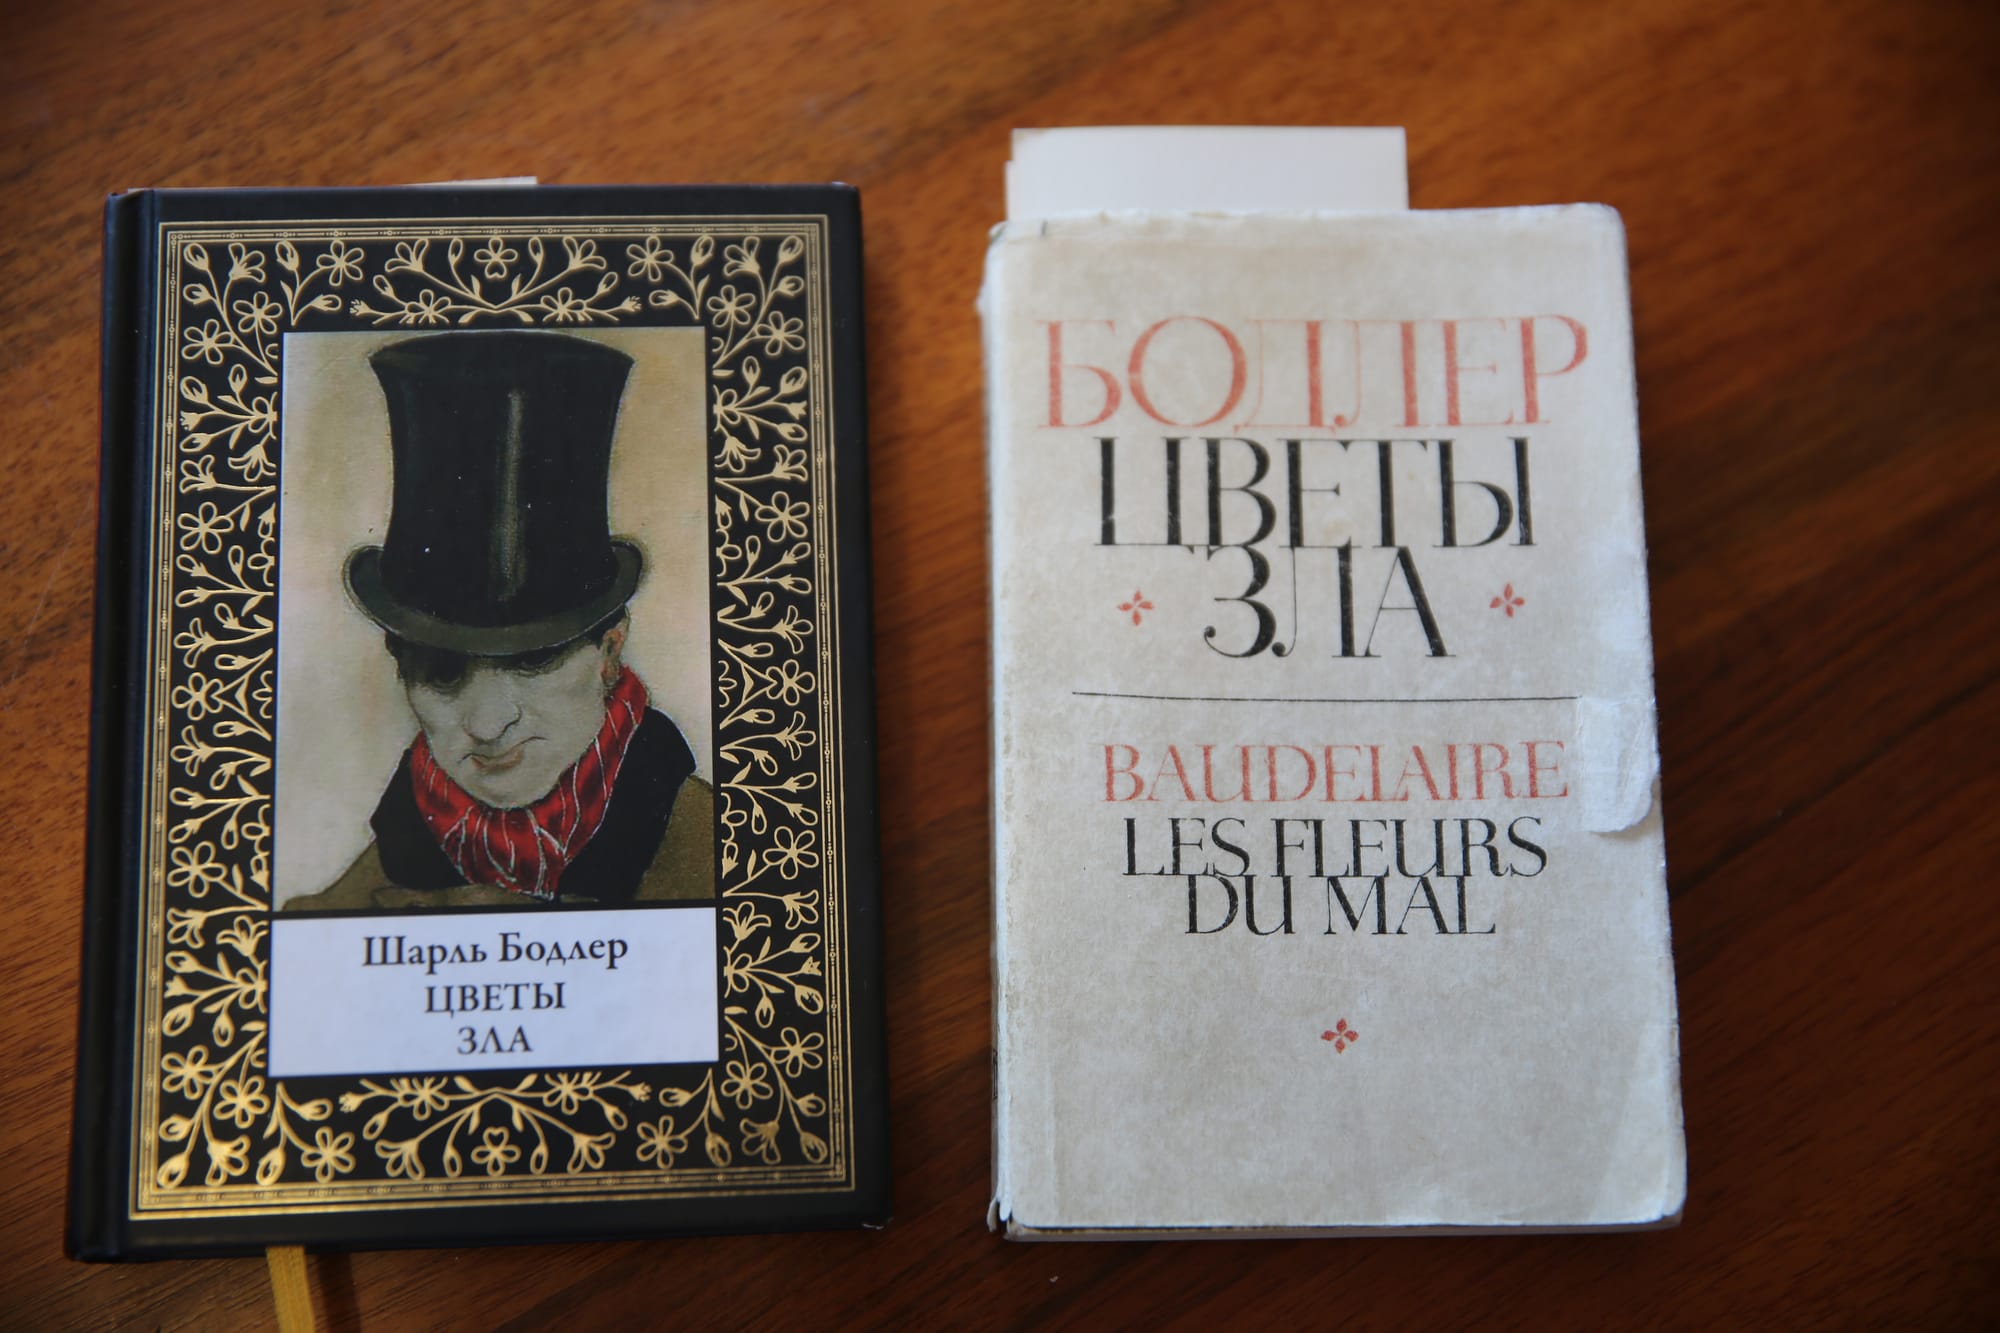 Шарль Бодлер
ЦВЕТЫ
ЗЛА
БОДЛЕР
ЦВЕТЫ
ЗЛА
BAUDELAIRE
LES FLEURS
DU MAL